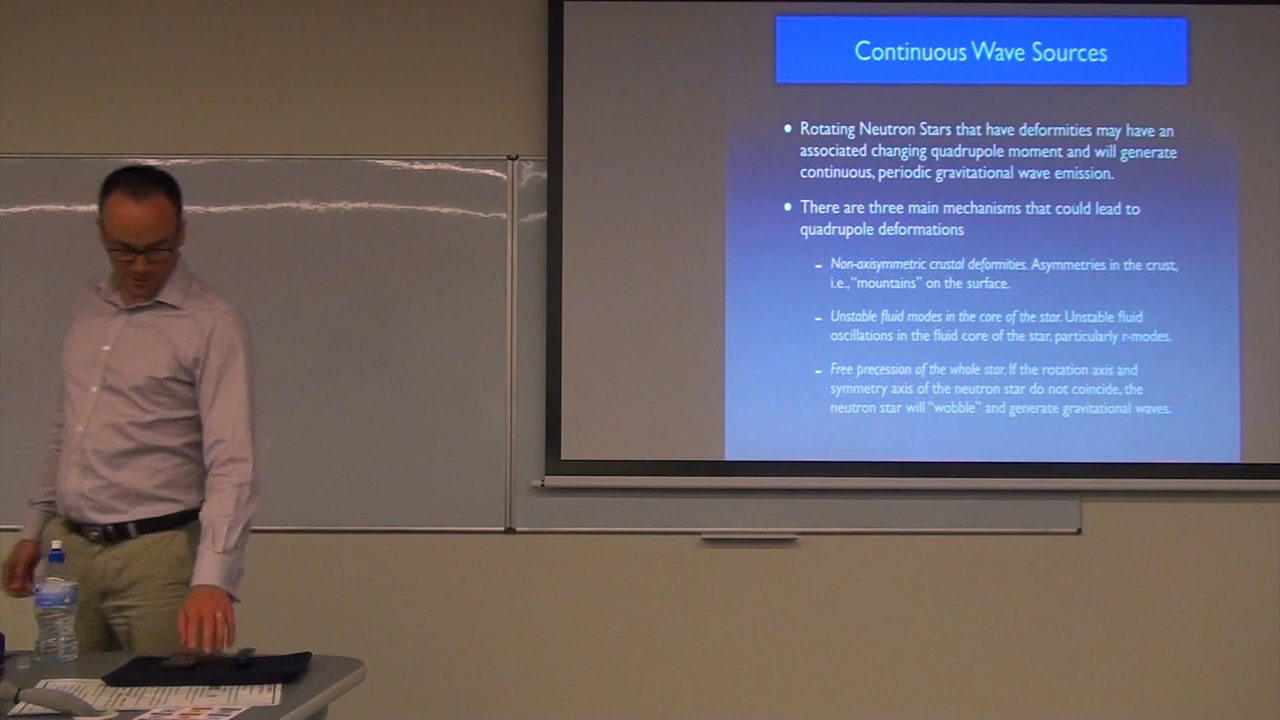 Continuous Wave Sources
• Rotating Neutron Stars that have deformities may have an
associated changing quadrupole moment and will generate
continuous, periodic gravitational wave emission.
• There are three main mechanisms that could lead to
quadrupole deformations
- Non-axisymmetric crustal deformities. Asymmetries in the crust,
i.e., “mountains” on the surface.
- Unstable fluid modes in the core of the star. Unstable fluid
oscillations in the fluid core of the star, particularly r-modes.
- Free precession of the whole star. If the rotation axis and
symmetry axis of the neutron star do not coincide, the
neutron star will “wobble” and generate gravitational waves.